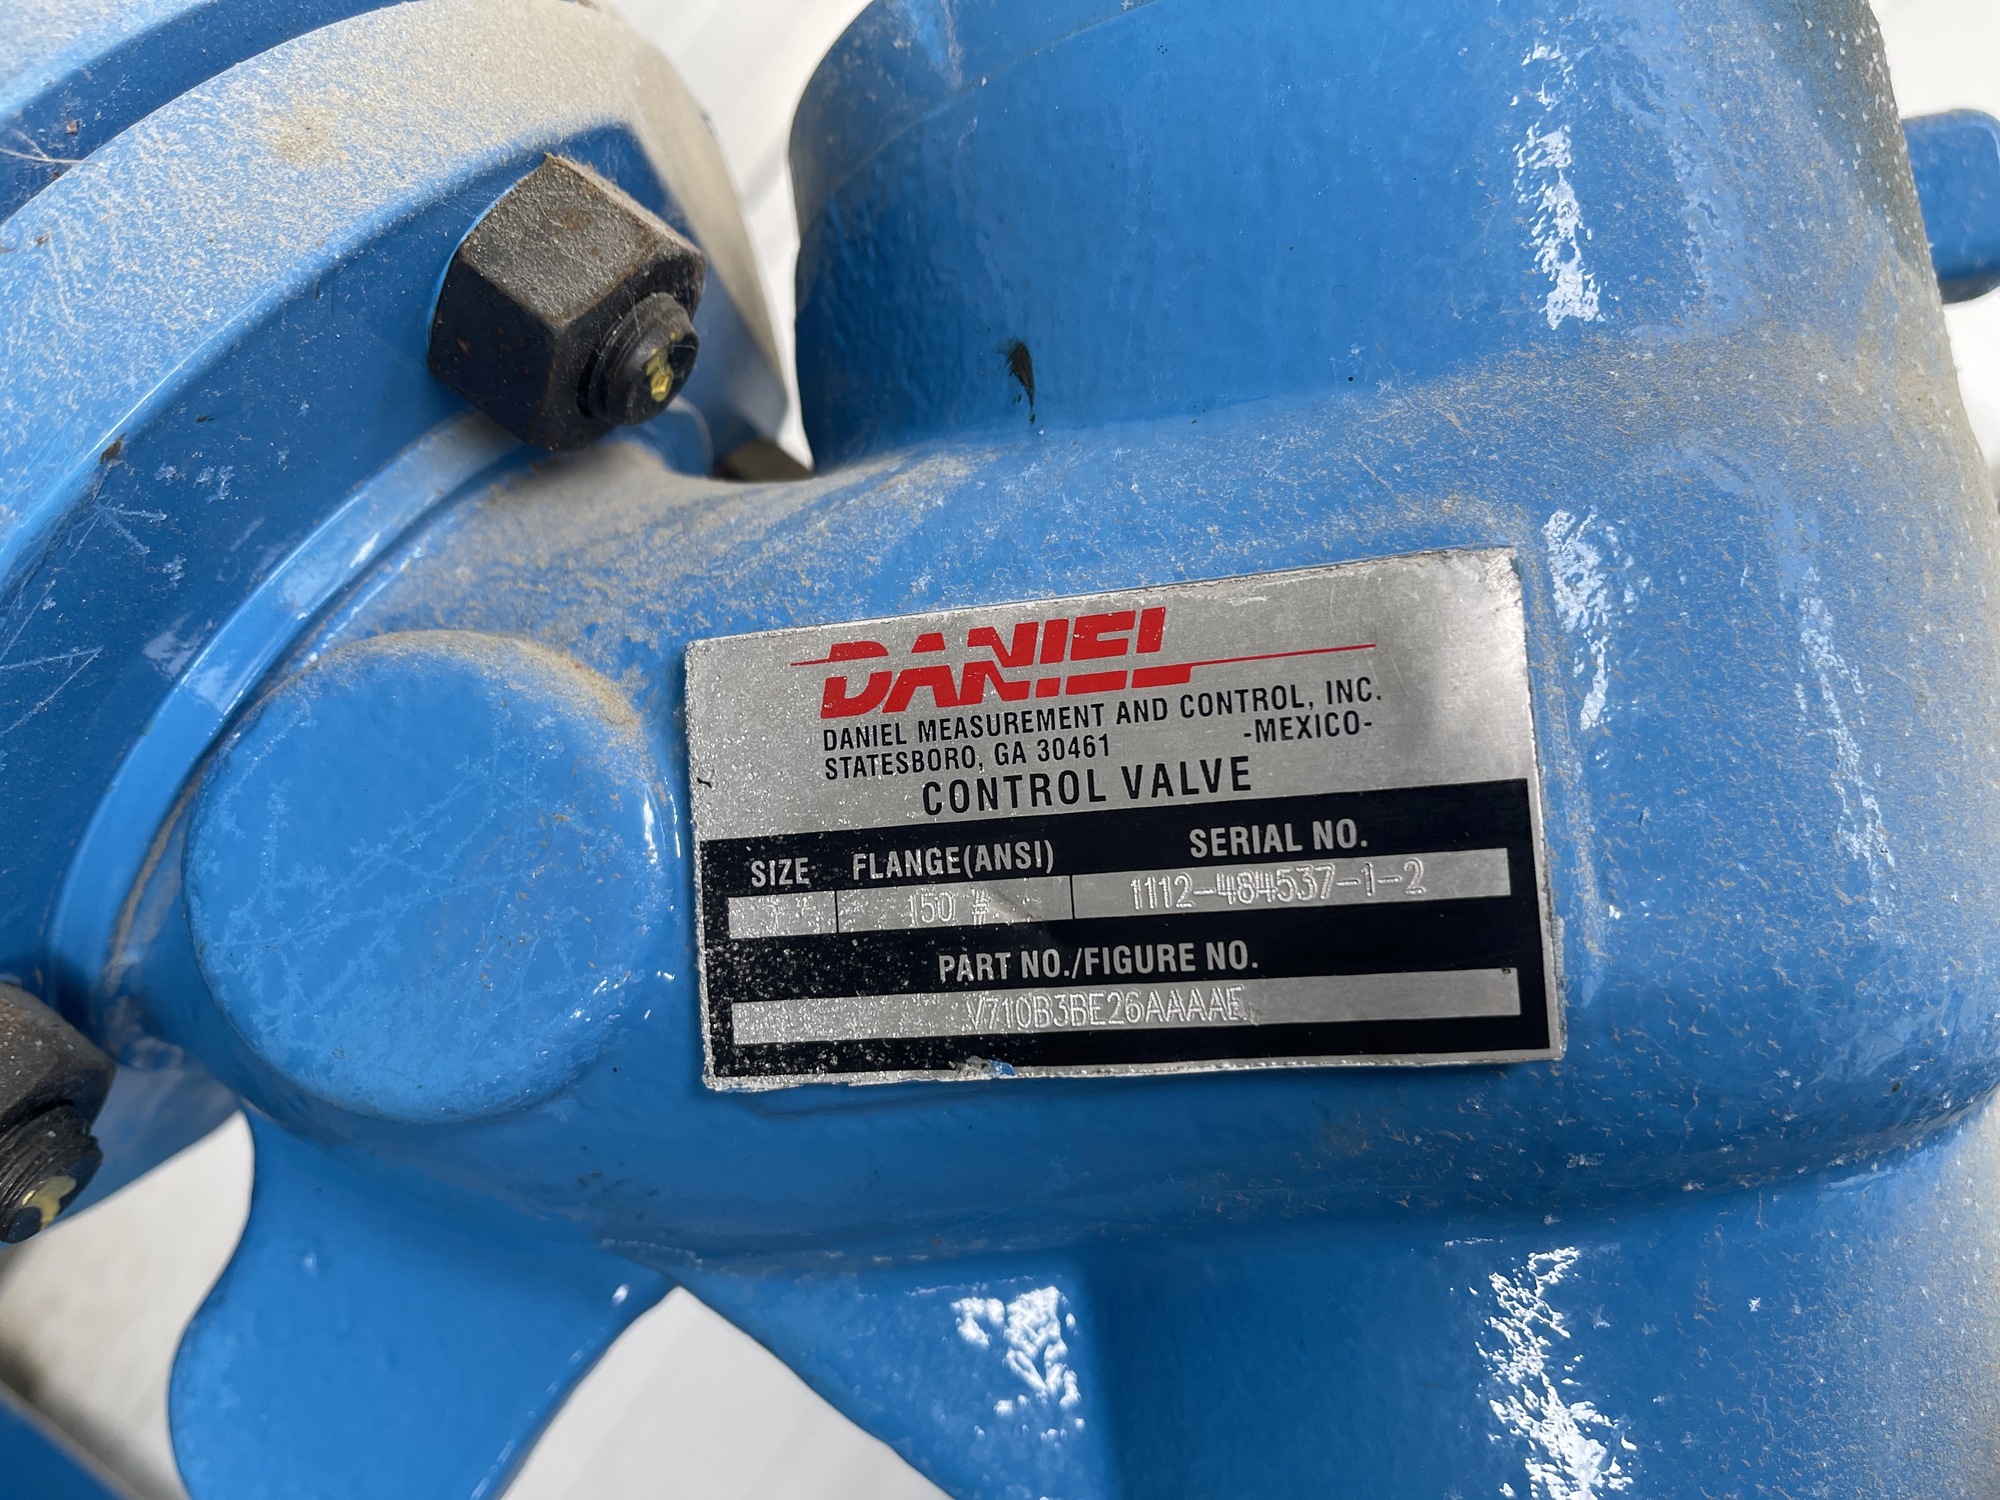 DANIEL
DANIEL MEASUREMENT AND CONTROL, INC.
STATESBORO, GA 30461 -MEXICO-
CONTROL VALVE
SIZE FLANGE(ANSI) SERIAL NO.
150 # 1112-484537-1-2
PART NO./FIGURE NO.
V710B3BE26AAAAE